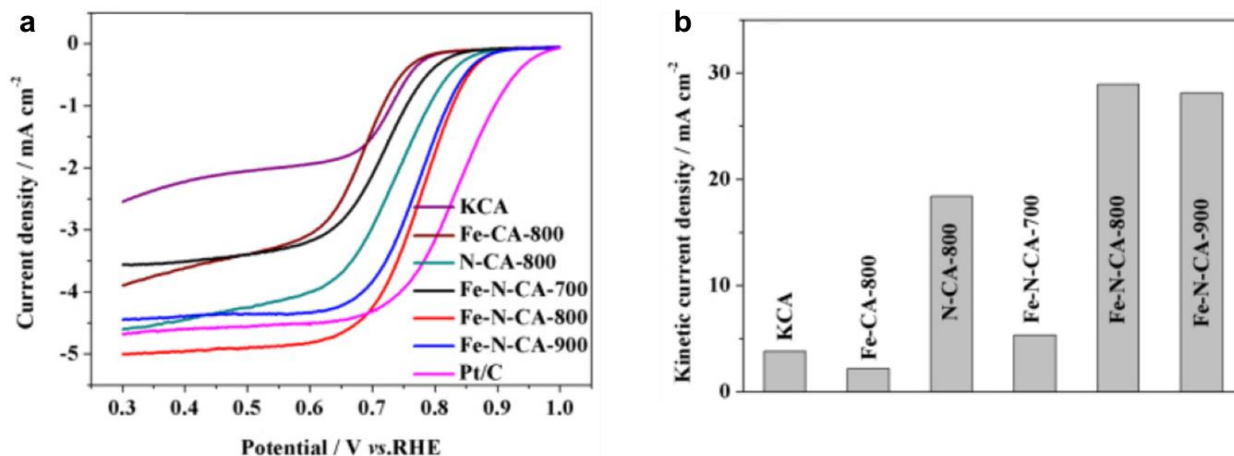 a
Current density / mA cm⁻²
0
-1
-2
-3
-4
-5
KCA
Fe-CA-800
N-CA-800
Fe-N-CA-700
Fe-N-CA-800
Fe-N-CA-900
Pt/C
0.3 0.4 0.5 0.6 0.7 0.8 0.9 1.0
Potential / V vs.RHE
b
Kinetic current density/ mA cm⁻²
30
20
10
0
KCA
Fe-CA-800
N-CA-800
Fe-N-CA-700
Fe-N-CA-800
Fe-N-CA-900